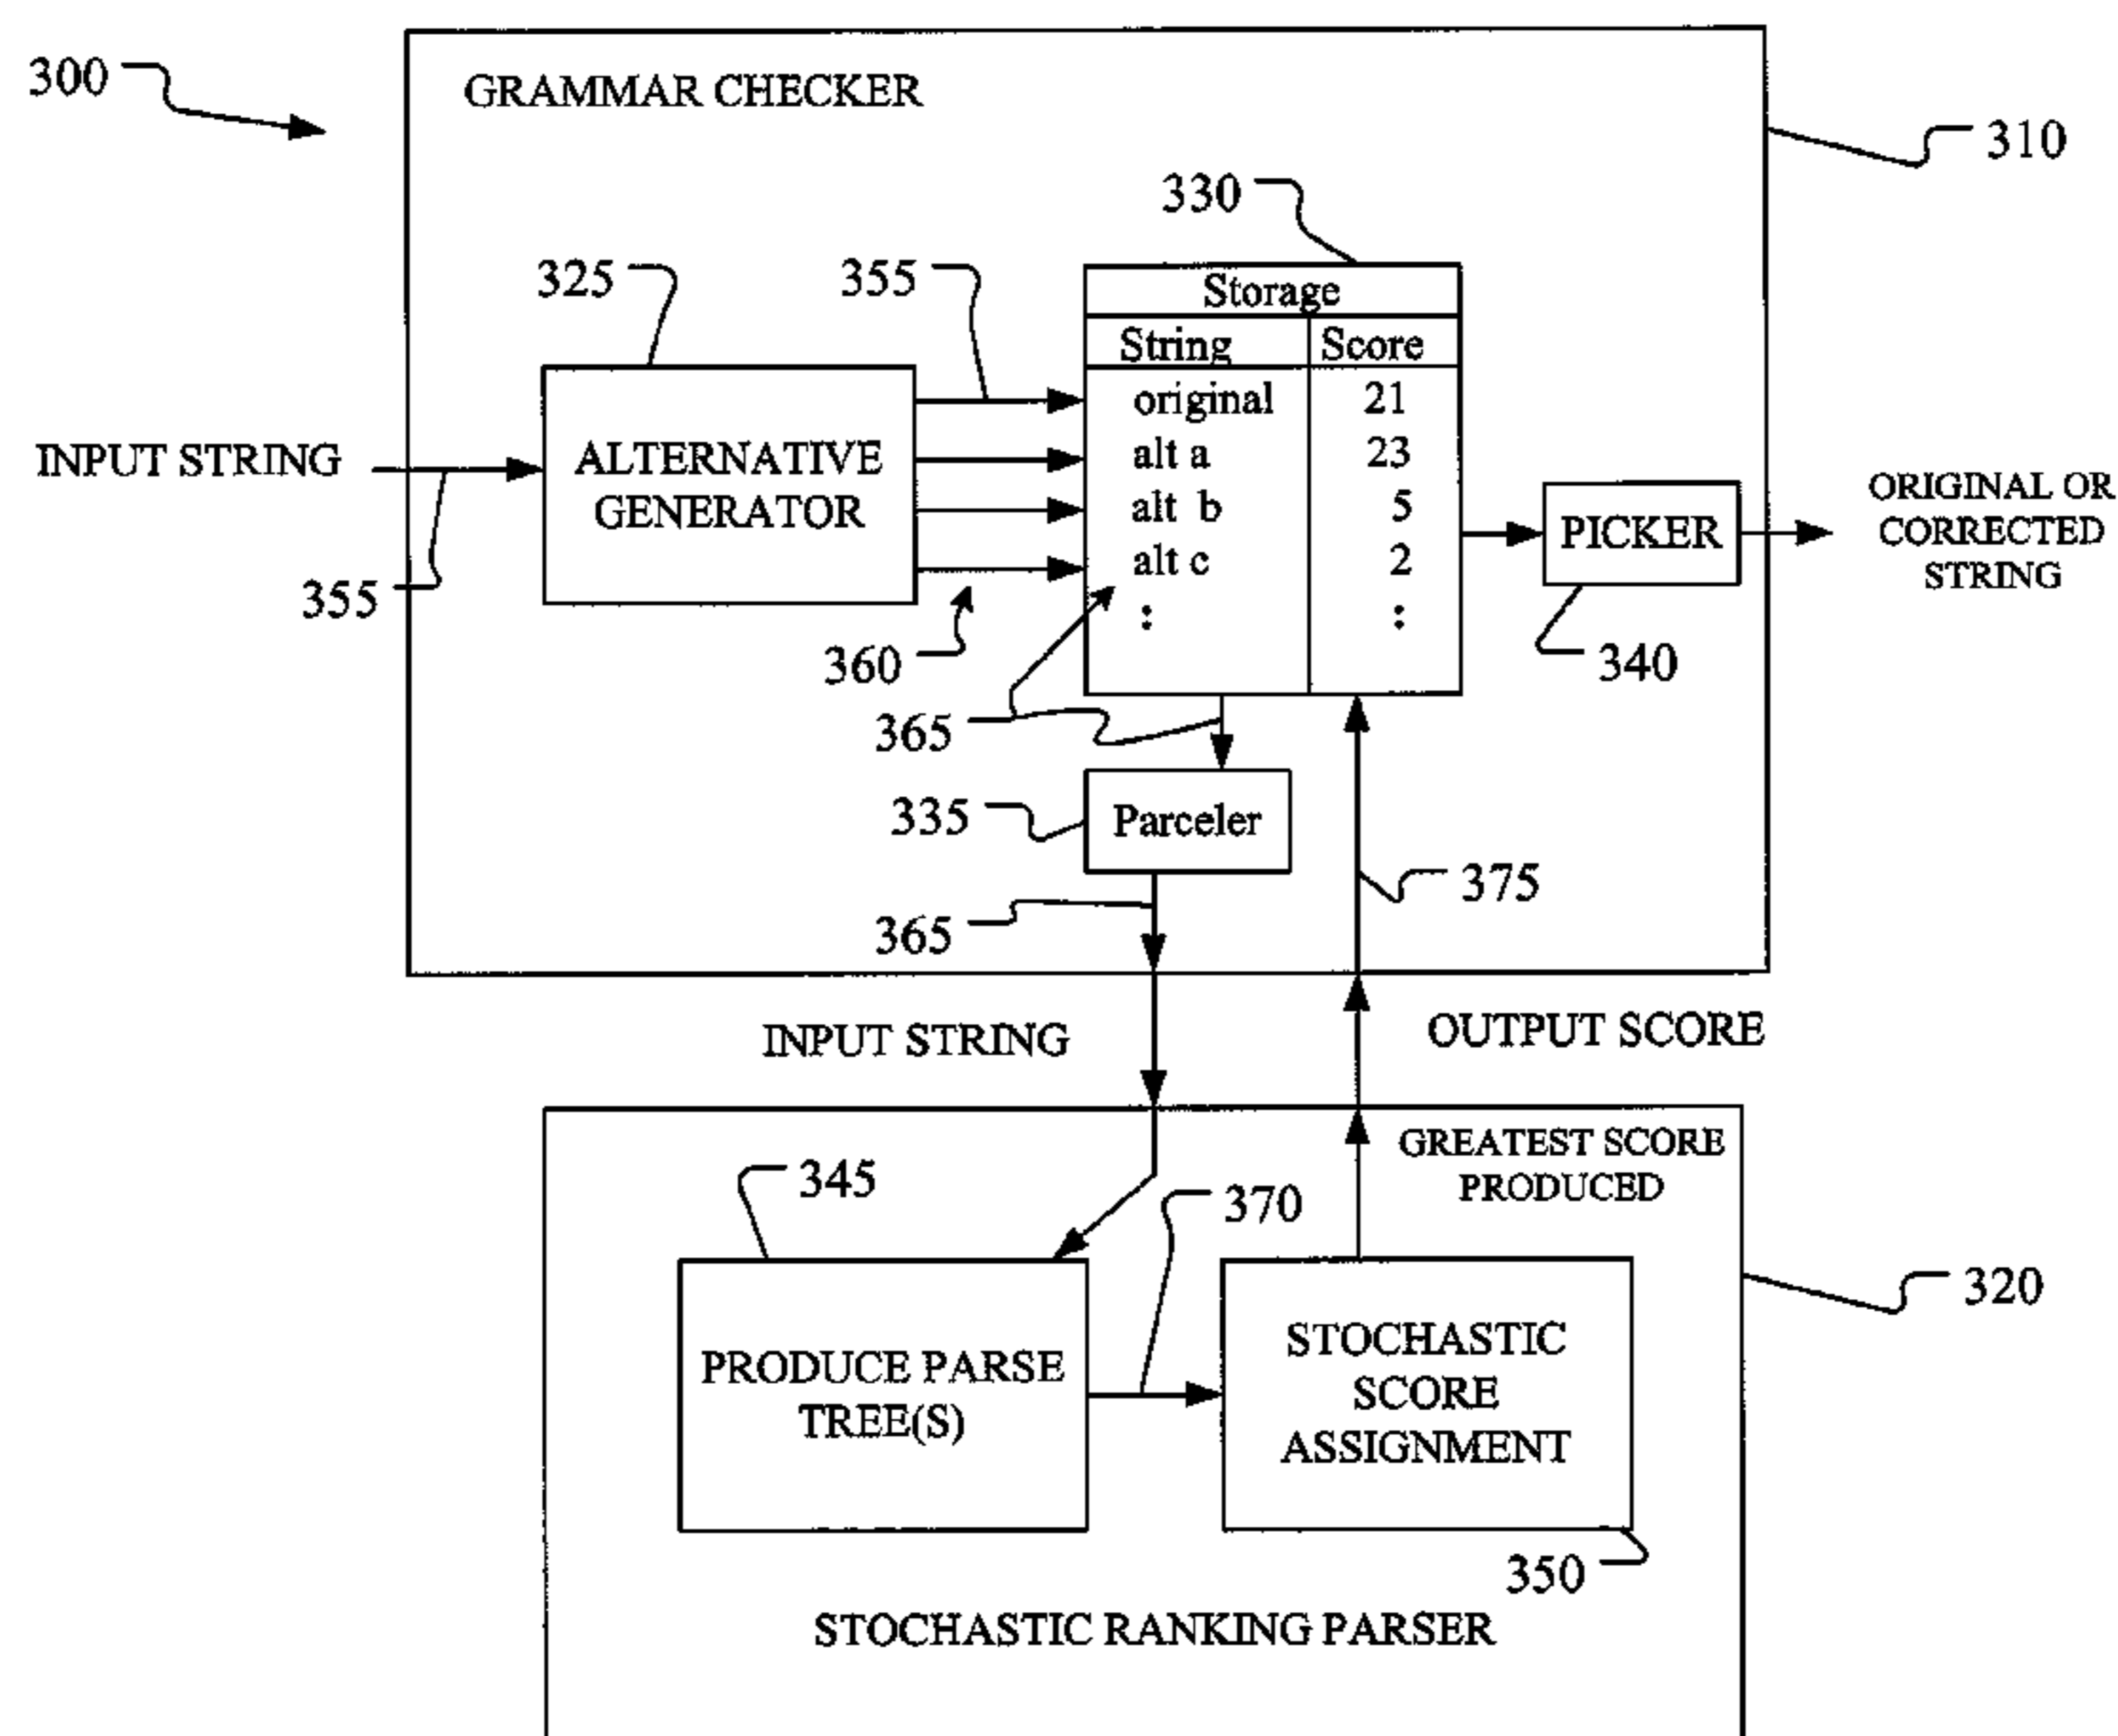 300
GRAMMAR CHECKER
310
330
325
355
Storage
String Score
original 21
alt a 23
alt b 5
alt c 2
: :
INPUT STRING
355
ALTERNATIVE
GENERATOR
360
365
PICKER
340
ORIGINAL OR
CORRECTED
STRING
335
Parceler
375
365
INPUT STRING
OUTPUT SCORE
GREATEST SCORE
PRODUCED
345
370
320
PRODUCE PARSE
TREE(S)
STOCHASTIC
SCORE
ASSIGNMENT
350
STOCHASTIC RANKING PARSER